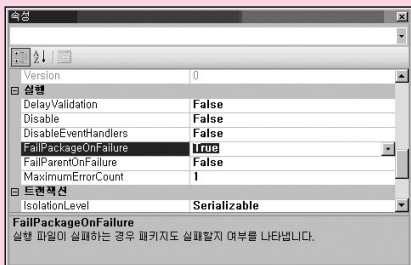 속성
Version 0
실행
DelayValidation False
Disable False
DisableEventHandlers False
FailPackageOnFailure True
FailParentOnFailure False
MaximumErrorCount 1
트랜잭션
IsolationLevel Serializable
FailPackageOnFailure
실행 파일이 실패하는 경우 패키지도 실패할지 여부를 나타냅니다.